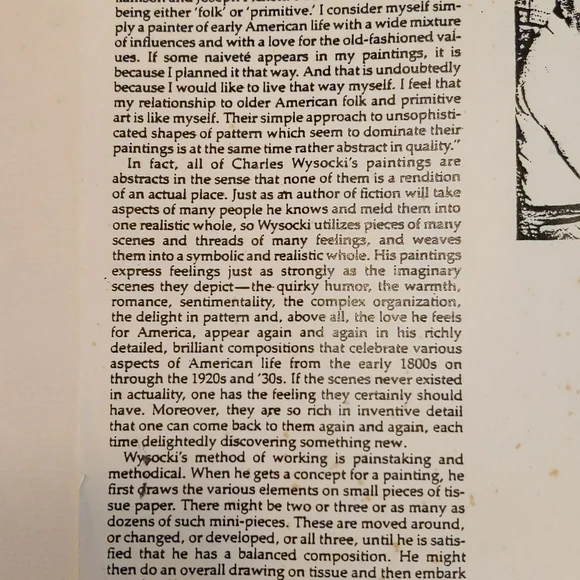 being either ‘folk’ or ‘primitive.’ I consider myself sim-
ply a painter of early American life with a wide mixture
of influences and with a love for the old-fashioned val-
ues. If some naiveté appears in my paintings, it is
because I planned it that way. And that is undoubtedly
because I would like to live that way myself. I feel that
my relationship to older American folk and primitive
art is like myself. Their simple approach to unsophisti-
cated shapes of pattern which seem to dominate their
paintings is at the same time rather abstract in quality.”
In fact, all of Charles Wysocki’s paintings are
abstracts in the sense that none of them is a rendition
of an actual place. Just as an author of fiction will take
aspects of many people he knows and meld them into
one realistic whole, so Wysocki utilizes pieces of many
scenes and threads of many feelings, and weaves
them into a symbolic and realistic whole. His paintings
express feelings just as strongly as the imaginary
scenes they depict—the quirky humor, the warmth,
romance, sentimentality, the complex organization,
the delight in pattern and, above all, the love he feels
for America, appear again and again in his richly
detailed, brilliant compositions that celebrate various
aspects of American life from the early 1800s on
through the 1920s and ’30s. If the scenes never existed
in actuality, one has the feeling they certainly should
have. Moreover, they are so rich in inventive detail
that one can come back to them again and again, each
time delightedly discovering something new.
Wysocki’s method of working is painstaking and
methodical. When he gets a concept for a painting, he
first draws the various elements on small pieces of tis-
sue paper. There might be two or three or as many as
dozens of such mini-pieces. These are moved around,
or changed, or developed, or all three, until he is satis-
fied that he has a balanced composition. He might
then do an overall drawing on tissue and then embark